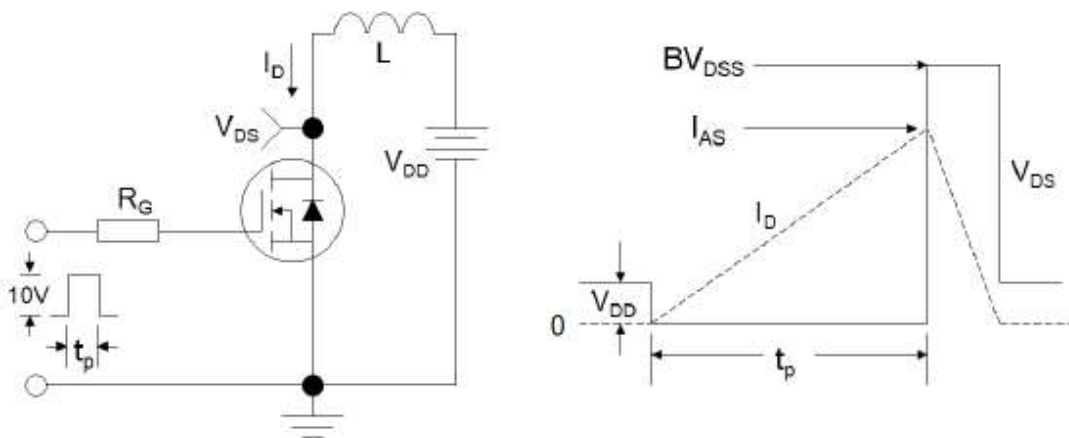 L
I_D
V_DS
V_DD
R_G
10V
t_p
BV_DSS
I_AS
V_DS
I_D
V_DD
0
t_p